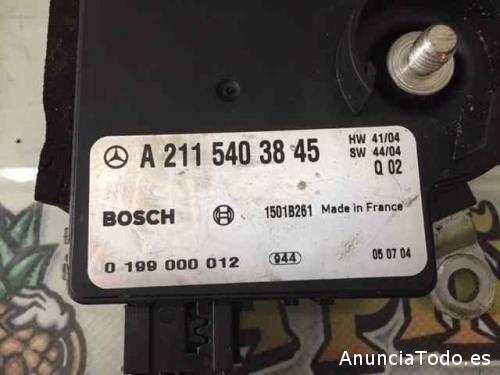 A 211 540 38 45
HW 41/04
SW 44/04
Q 02
BOSCH
1501B261 Made in France
0 199 000 012
944
05 07 04
AnunciaTodo.es